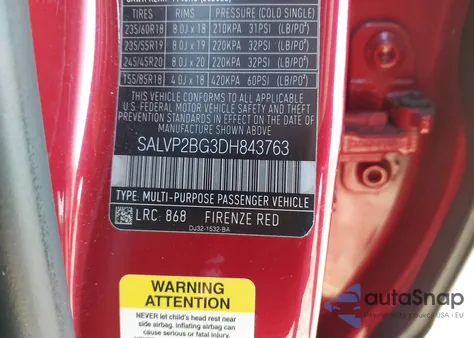 TIRES RIMS PRESSURE (COLD SINGLE)
235/60R18 8.0J x 18 210KPA 31PSI (LB/PO²)
235/55R19 8.0J x 19 220KPA 32PSI (LB/PO²)
245/45R20 8.0J x 20 220KPA 32PSI (LB/PO²)
155/85R18 4.0J x 18 420KPA 60PSI (LB/PO²)
THIS VEHICLE CONFORMS TO ALL APPLICABLE
U.S. FEDERAL MOTOR VEHICLE SAFETY AND THEFT
PREVENTION STANDARDS IN EFFECT ON THE DATE OF
MANUFACTURE SHOWN ABOVE.
SALVP2BG3DH843763
TYPE: MULTI-PURPOSE PASSENGER VEHICLE
LRC: 868 FIRENZE RED
DJ32-1532-BA
WARNING
ATTENTION
NEVER let child's head rest near
side airbag. Inflating airbag can
cause serious or fatal injury.
autoSnap